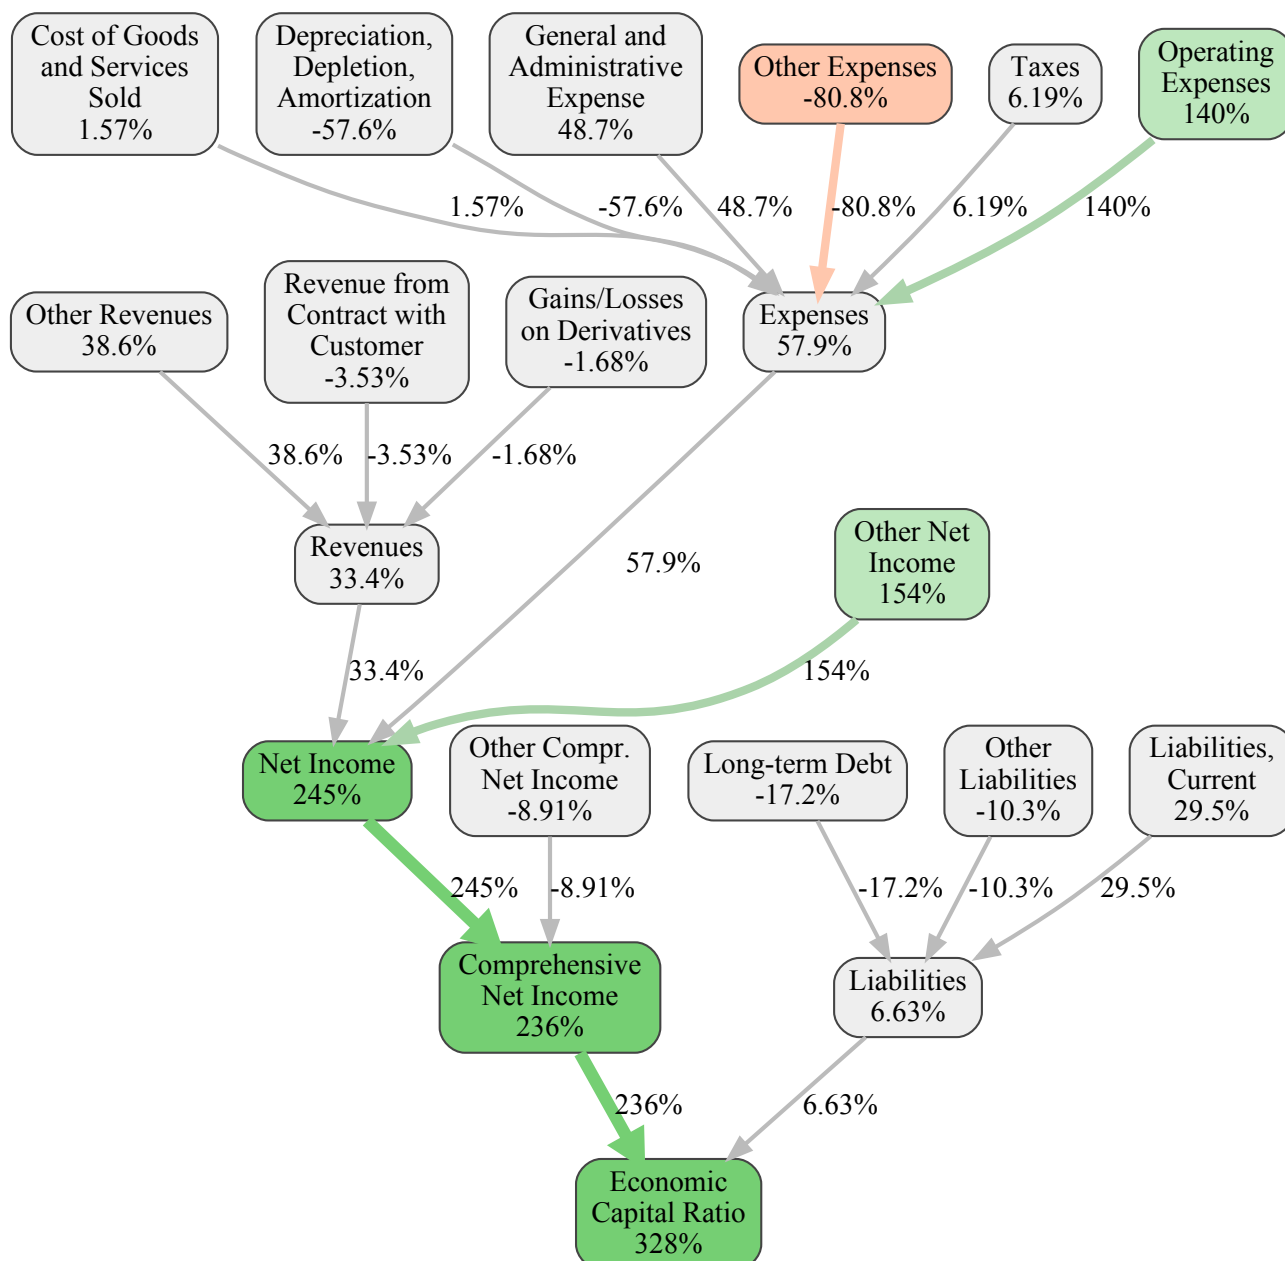 Cost of Goods
and Services
Sold
1.57%
Depreciation,
Depletion,
Amortization
-57.6%
General and
Administrative
Expense
48.7%
Other Expenses
-80.8%
Taxes
6.19%
Operating
Expenses
140%
1.57%
-57.6%
48.7%
-80.8%
6.19%
140%
Other Revenues
38.6%
Revenue from
Contract with
Customer
-3.53%
Gains/Losses
on Derivatives
-1.68%
Expenses
57.9%
38.6%
-3.53%
-1.68%
Revenues
33.4%
57.9%
Other Net
Income
154%
33.4%
154%
Net Income
245%
Other Compr.
Net Income
-8.91%
Long-term Debt
-17.2%
Other
Liabilities
-10.3%
Liabilities,
Current
29.5%
245%
-8.91%
-17.2%
-10.3%
29.5%
Comprehensive
Net Income
236%
Liabilities
6.63%
236%
6.63%
Economic
Capital Ratio
328%